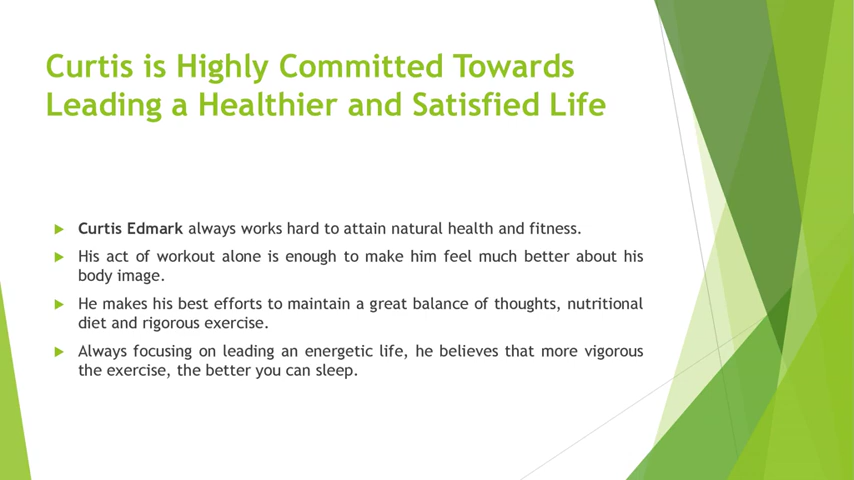 Curtis is Highly Committed Towards
Leading a Healthier and Satisfied Life
Curtis Edmark always works hard to attain natural health and fitness.
His act of workout alone is enough to make him feel much better about his
body image.
He makes his best efforts to maintain a great balance of thoughts, nutritional
diet and rigorous exercise.
Always focusing on leading an energetic life, he believes that more vigorous
the exercise, the better you can sleep.